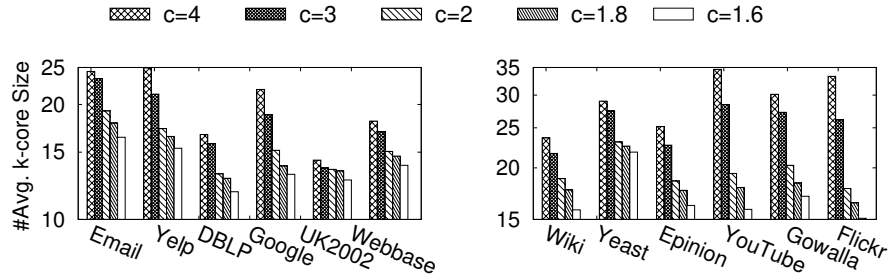 c=4 c=3 c=2 c=1.8 c=1.6
#Avg. k-core Size
25
20
15
10
Email Yelp DBLP Google UK2002 Webbase
35
30
25
20
15
Wiki Yeast Epinion YouTube Gowalla Flickr